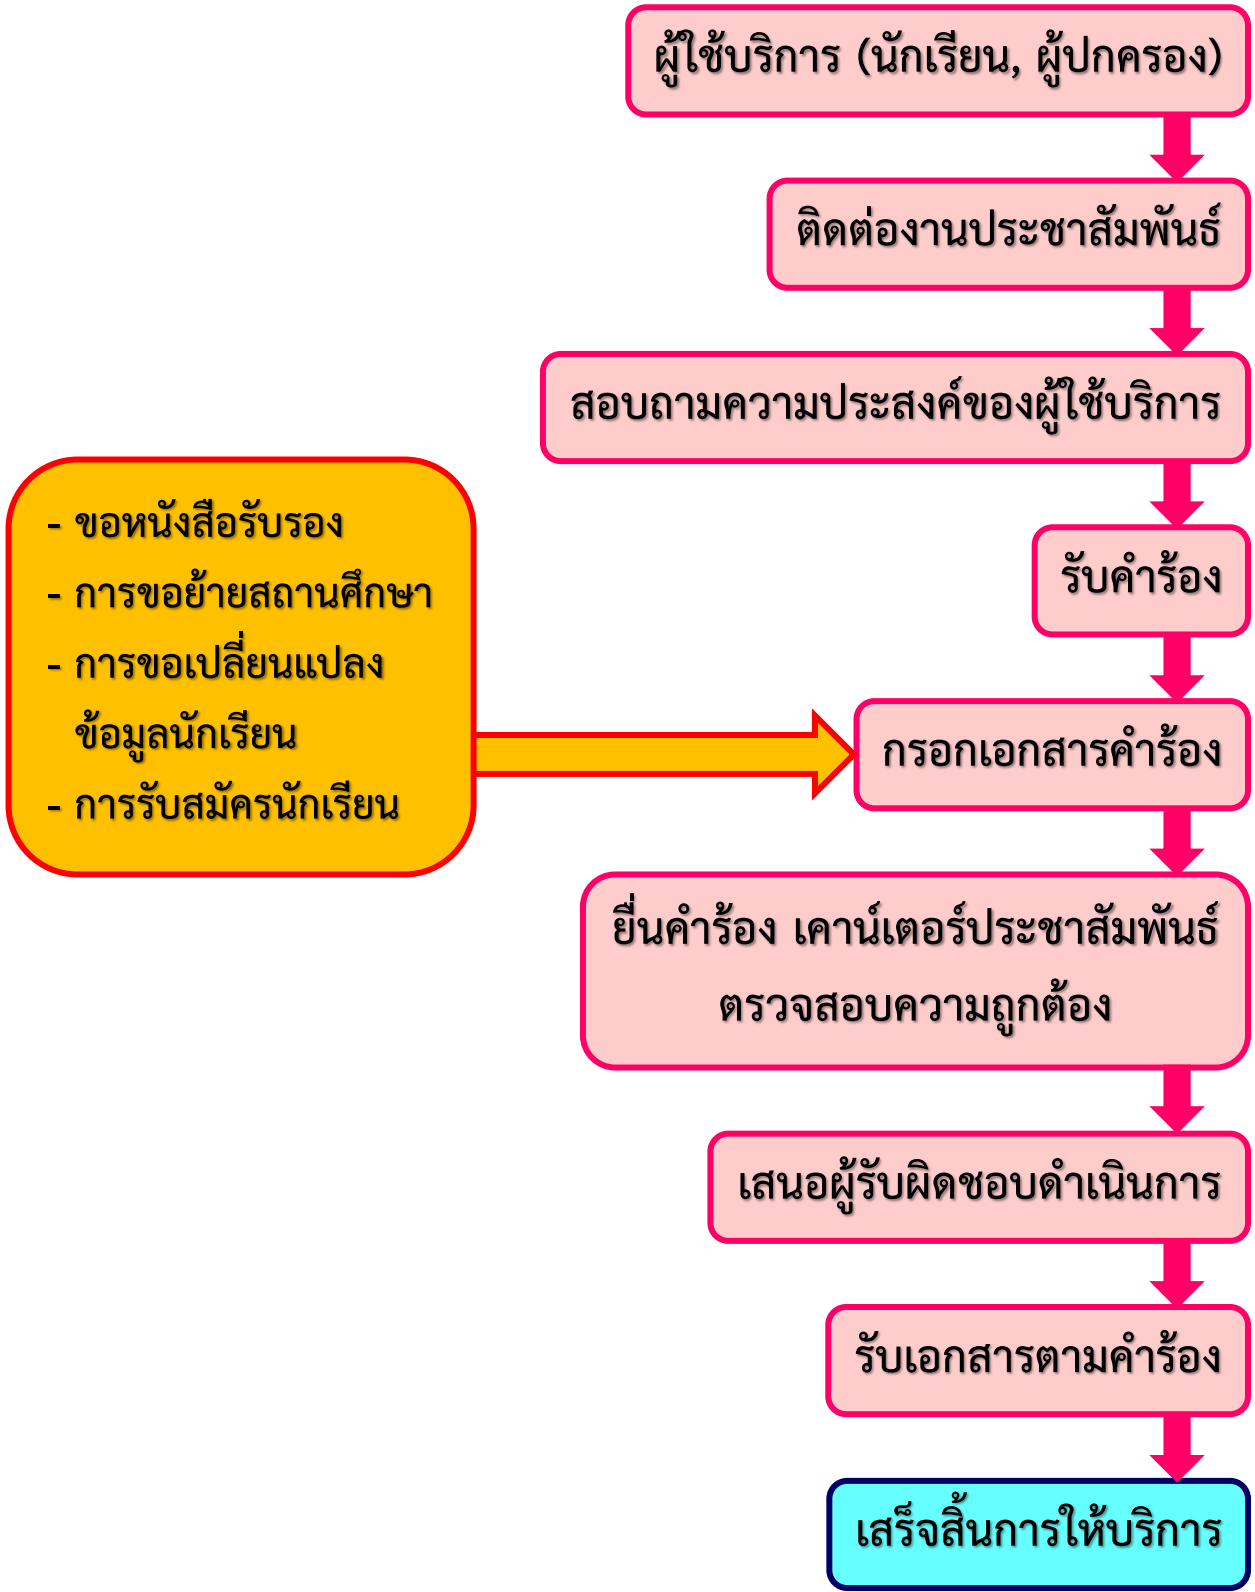 ผู้ใช้บริการ (นักเรียน, ผู้ปกครอง)
ติดต่องานประชาสัมพันธ์
สอบถามความประสงค์ของผู้ใช้บริการ
รับคำร้อง
- ขอหนังสือรับรอง
- การขอย้ายสถานศึกษา
- การขอเปลี่ยนแปลง
ข้อมูลนักเรียน
- การรับสมัครนักเรียน
กรอกเอกสารคำร้อง
ยื่นคำร้อง เคาน์เตอร์ประชาสัมพันธ์
ตรวจสอบความถูกต้อง
เสนอผู้รับผิดชอบดำเนินการ
รับเอกสารตามคำร้อง
เสร็จสิ้นการให้บริการ